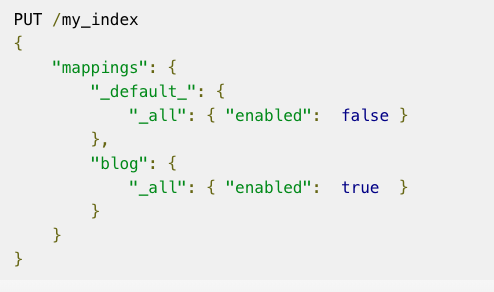 PUT /my_index
{
    "mappings": {
        "_default_": {
            "_all": { "enabled":  false }
        },
        "blog": {
            "_all": { "enabled":  true  }
        }
    }
}